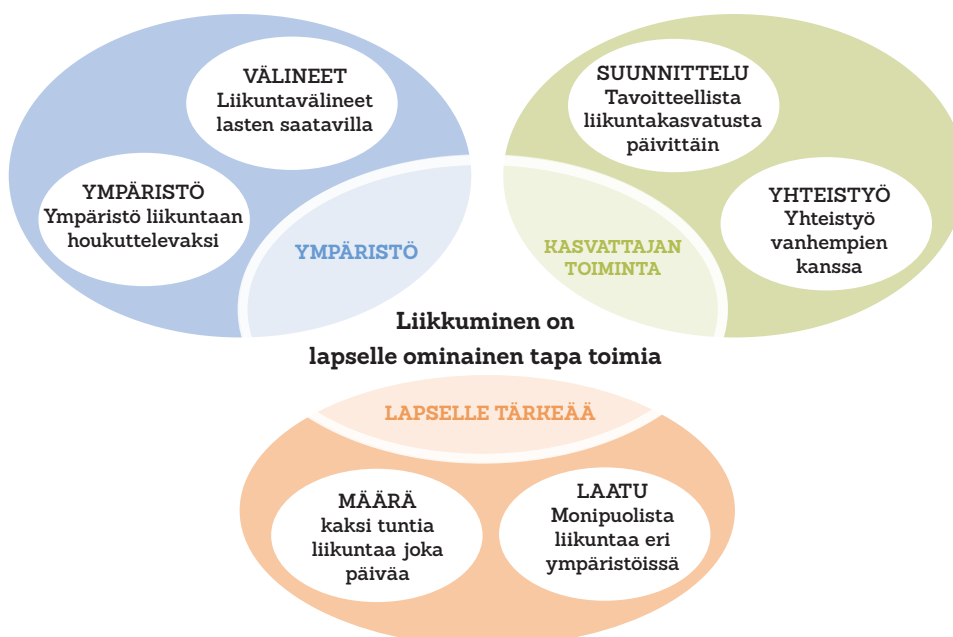 VÄLINEET
Liikuntavälineet
lasten saatavilla
YMPÄRISTÖ
Ympäristö liikuntaan
houkuttelevaksi
YMPÄRISTÖ
SUUNNITTELU
Tavoitteellista
liikuntakasvatusta
päivittäin
YHTEISTYÖ
Yhteistyö
vanhempien
kanssa
KASVATTAJAN
TOIMINTA
Liikkuminen on
lapselle ominainen tapa toimia
LAPSELLE TÄRKEÄÄ
MÄÄRÄ
kaksi tuntia
liikuntaa joka
päiväa
LAATU
Monipuolista
liikuntaa eri
ympäristöissä